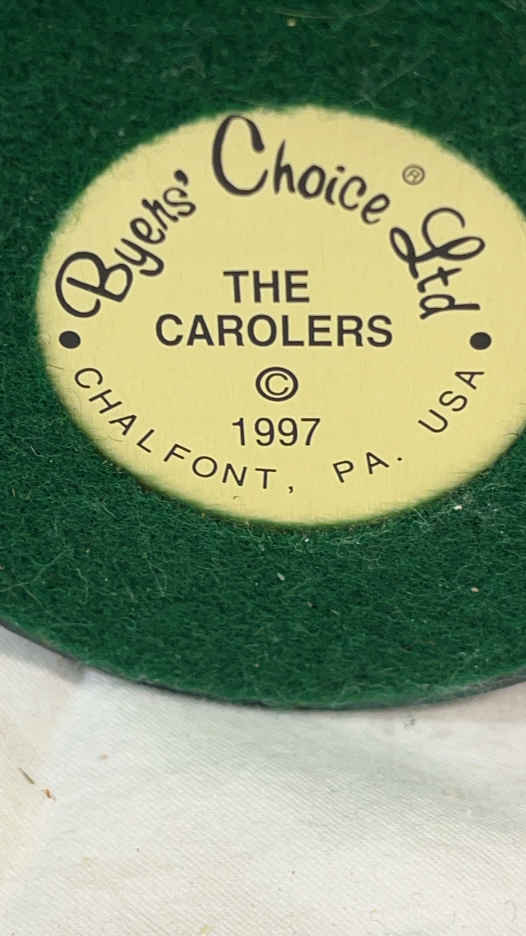 Byers' Choice Ltd ®
THE
CAROLERS
©
1997
• CHALFONT, PA. USA •